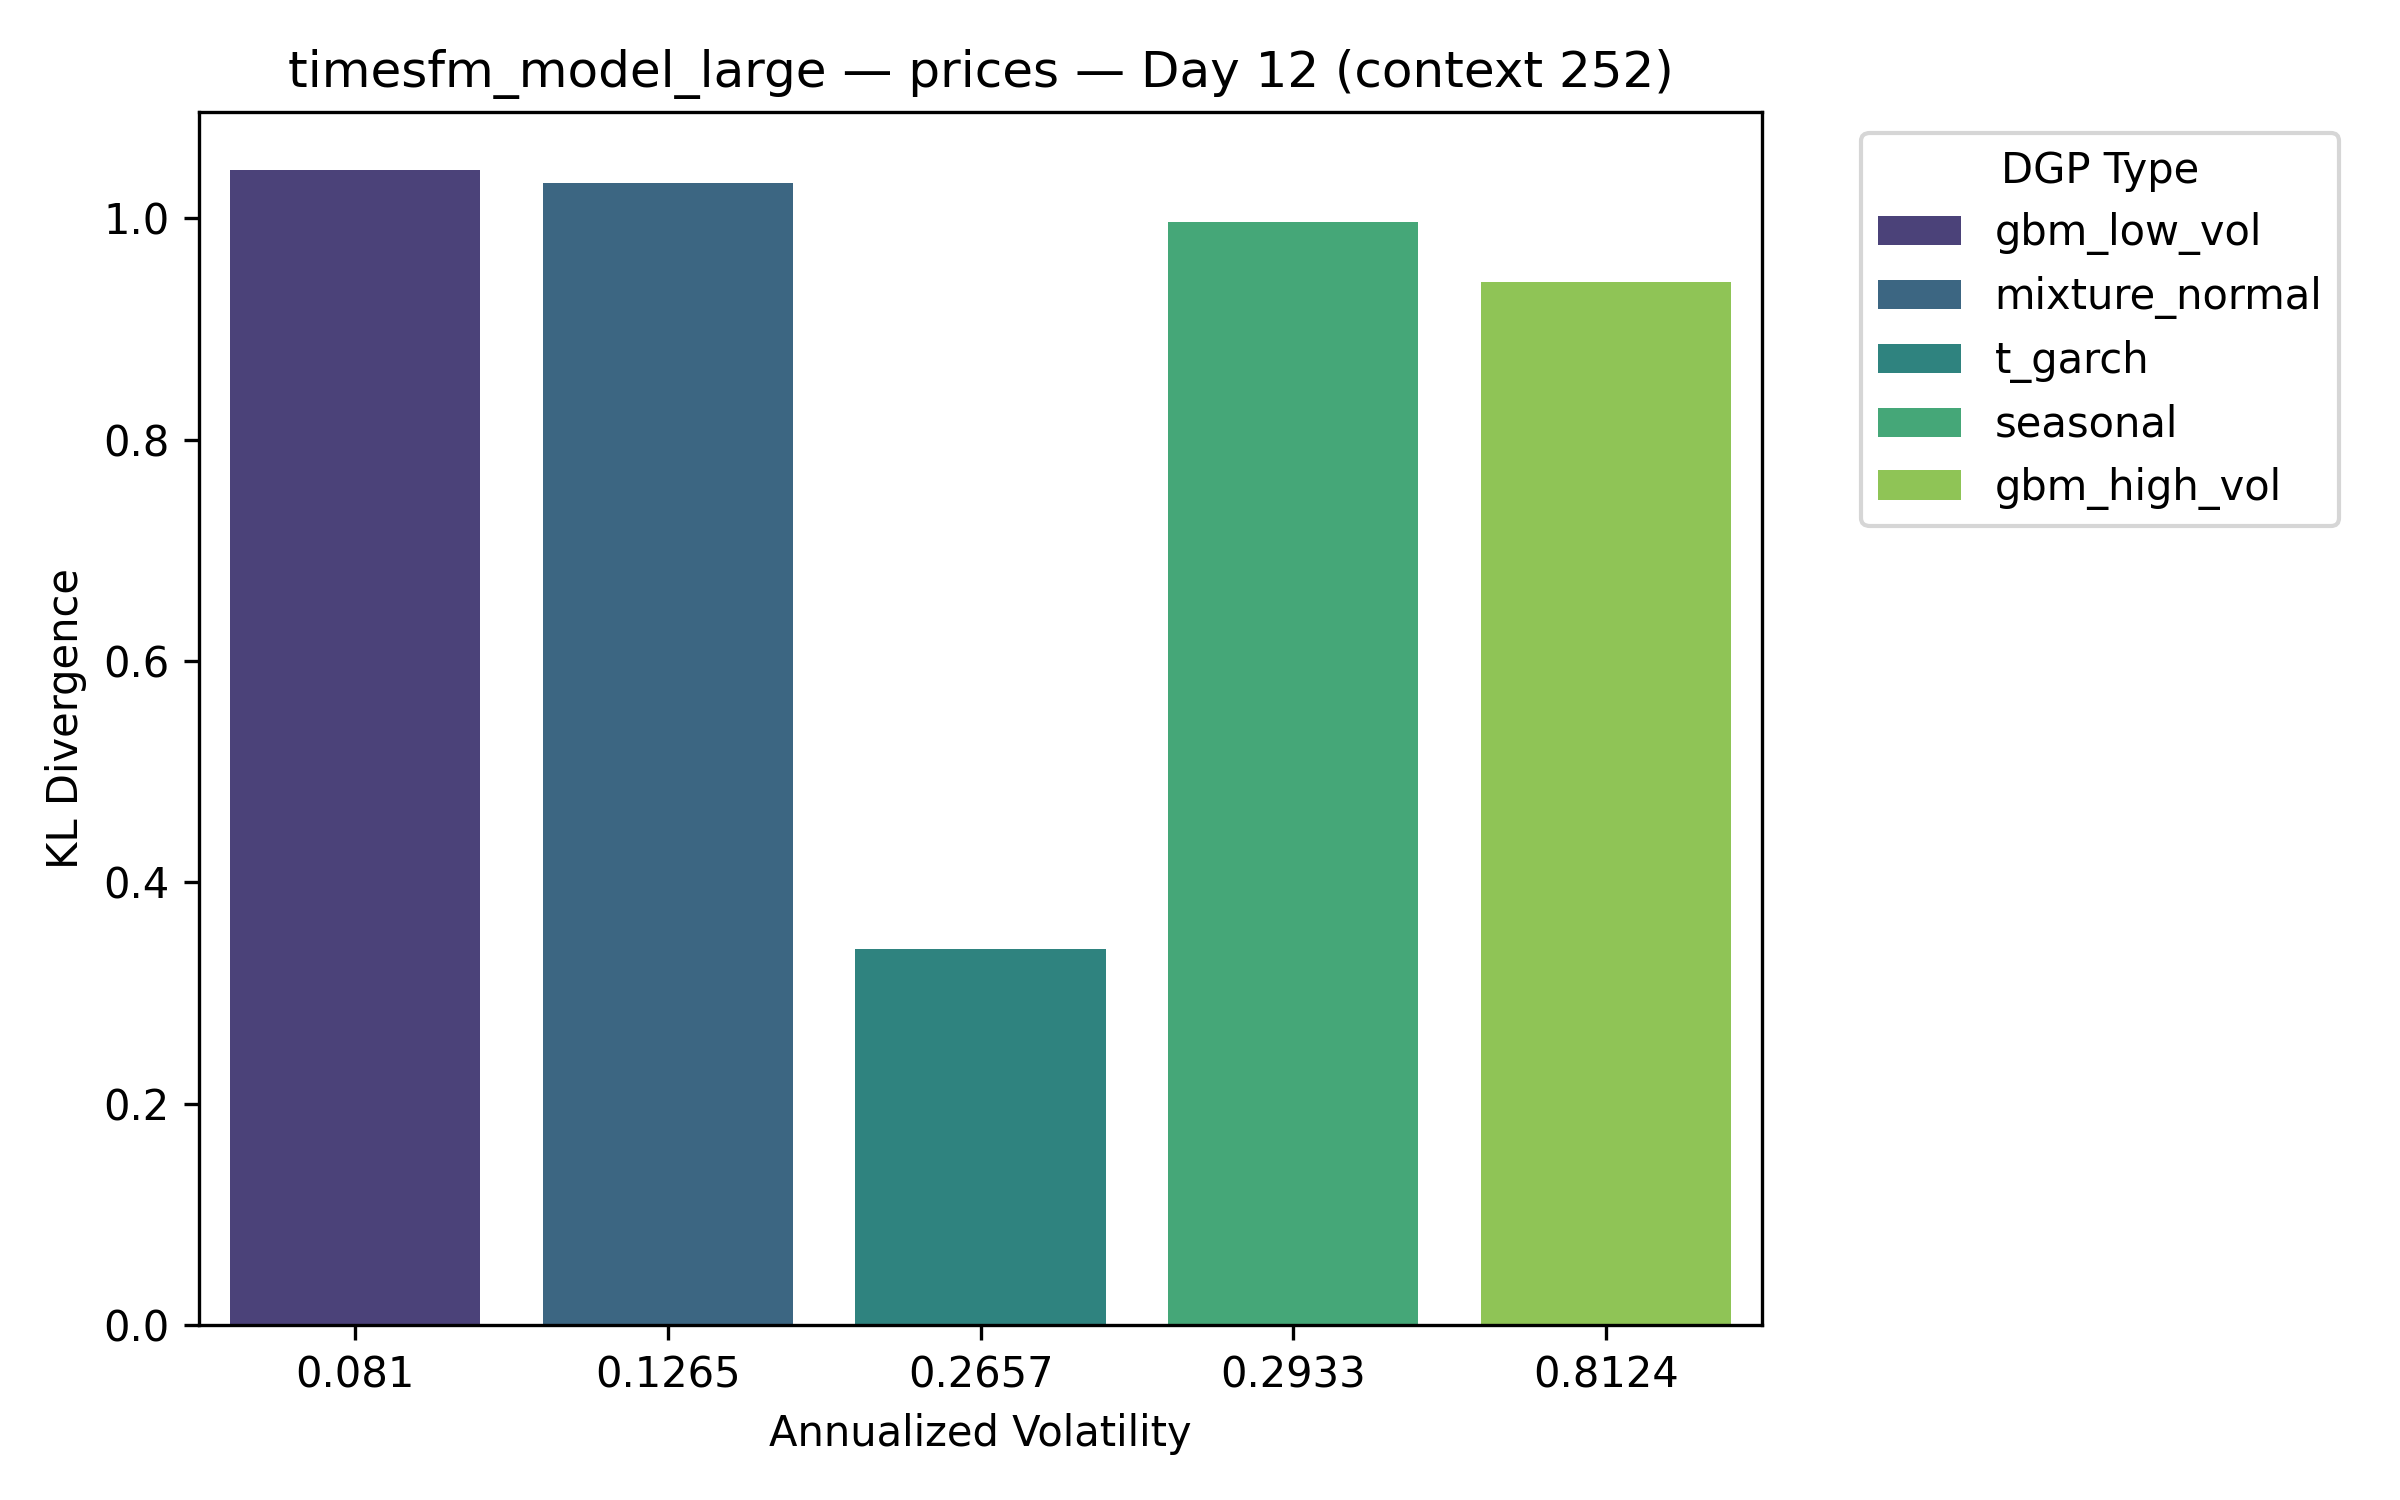 timesfm_model_large — prices — Day 12 (context 252)
DGP Type
gbm_low_vol
mixture_normal
t_garch
seasonal
gbm_high_vol
KL Divergence
1.0
0.8
0.6
0.4
0.2
0.0
0.081 0.1265 0.2657 0.2933 0.8124
Annualized Volatility